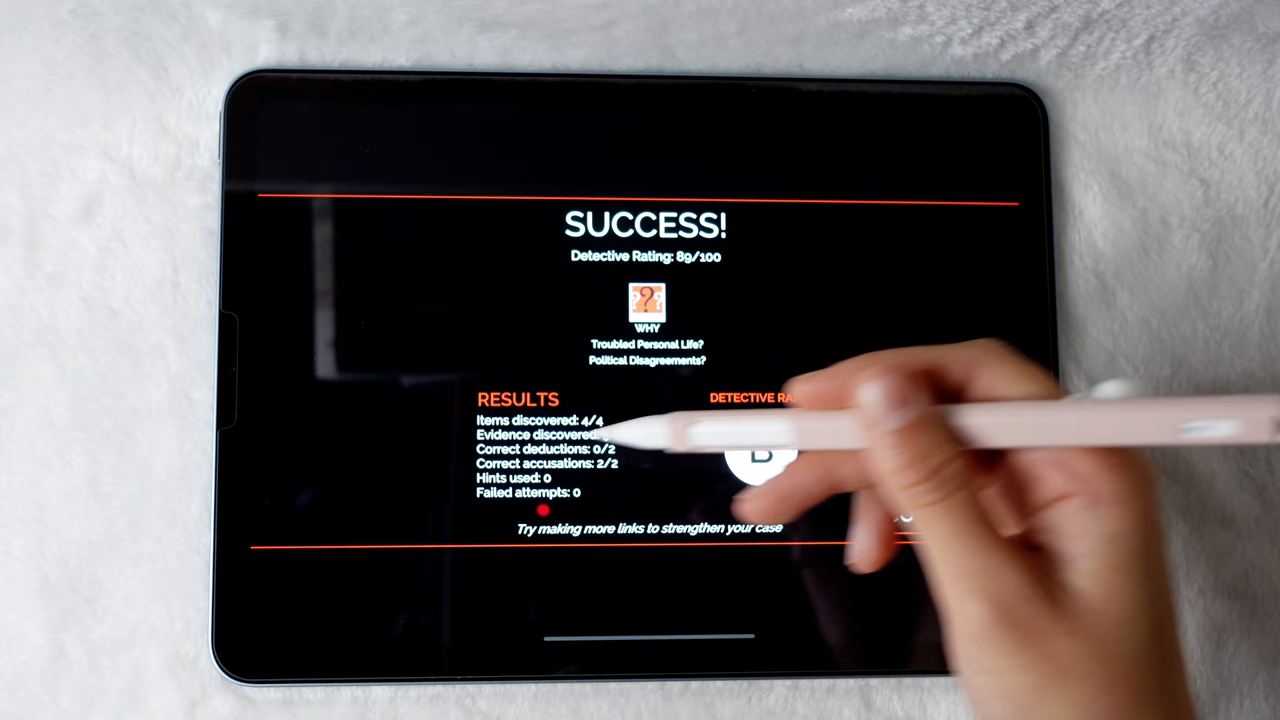 SUCCESS!
Detective Rating: 89/100
?
WHY
Troubled Personal Life?
Political Disagreements?
RESULTS
DETECTIVE
Items discovered: 4/4
Evidence discovered:
Correct deductions: 0/2
B
Correct accusations: 2/2
Hints used: 0
Failed attempts: 0
Try making more links to strengthen your case